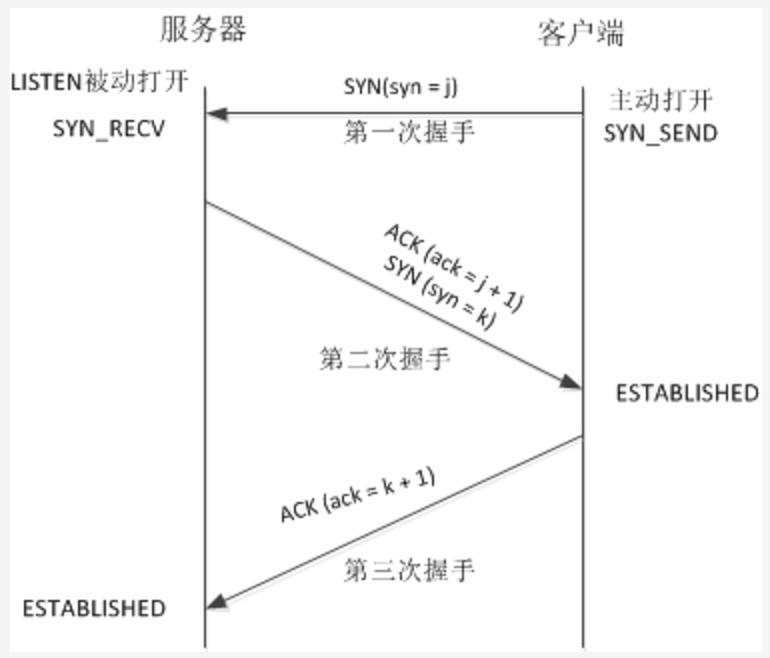 服务器
客户端
LISTEN被动打开
SYN(syn = j)
主动打开
SYN_RECV
第一次握手
SYN_SEND
ACK (ack = j + 1)
SYN (syn = k)
第二次握手
ESTABLISHED
ACK (ack = k + 1)
第三次握手
ESTABLISHED